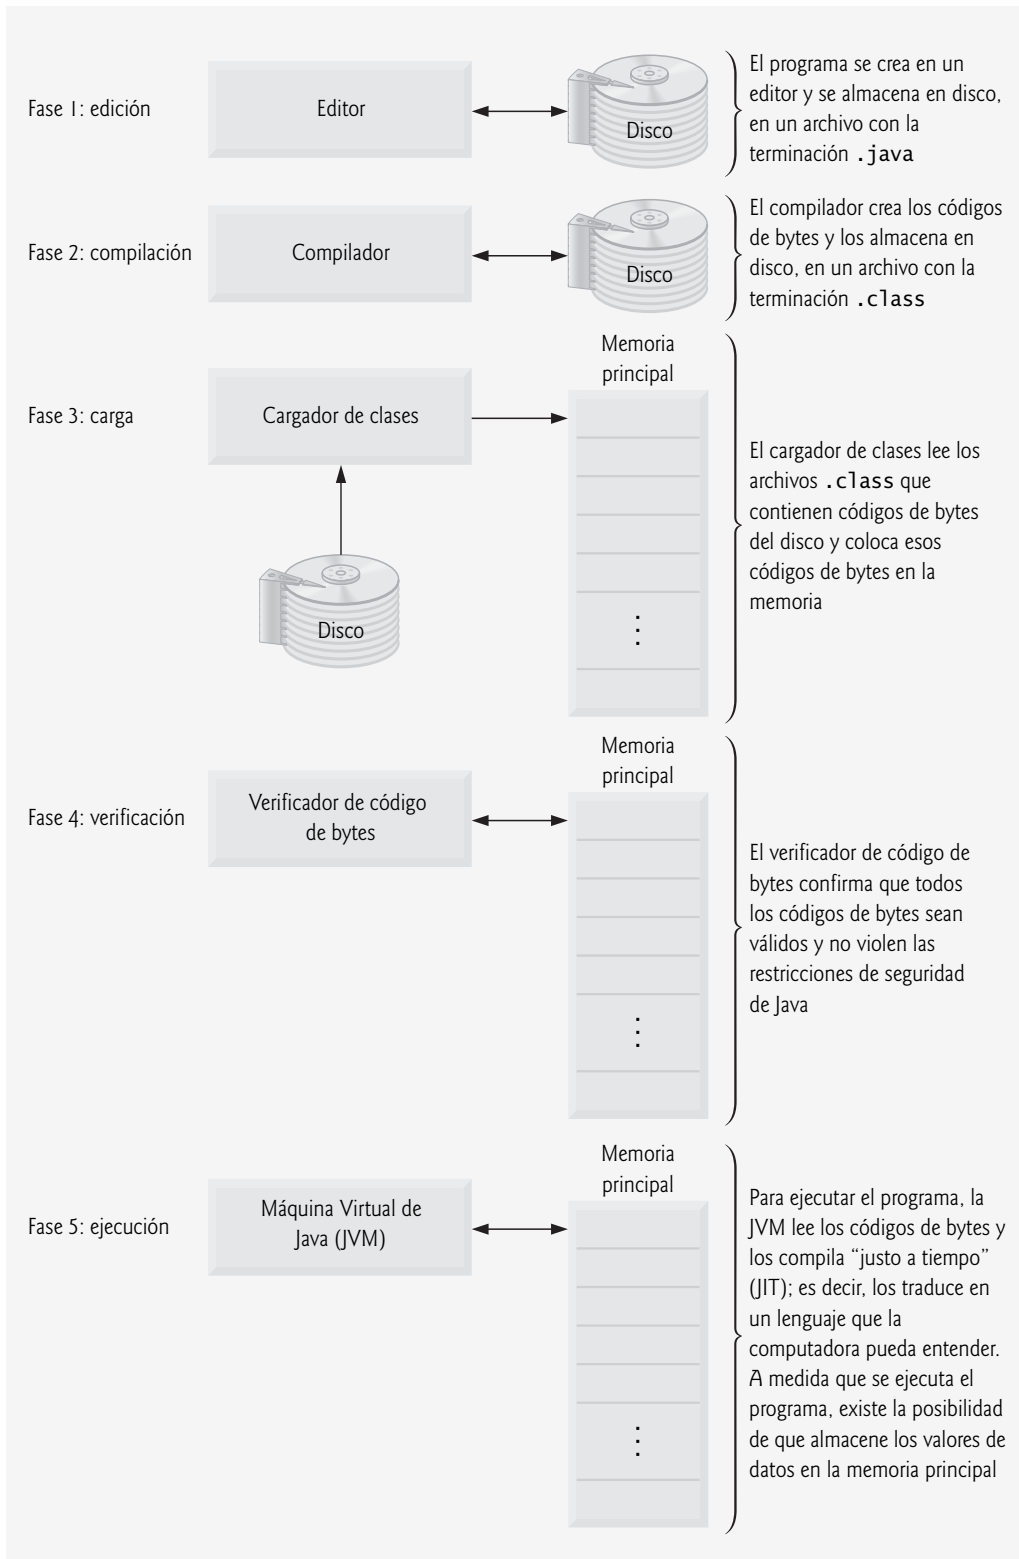 Fase 1: edición
Editor
Disco
El programa se crea en un
editor y se almacena en disco,
en un archivo con la
terminación .java
Fase 2: compilación
Compilador
Disco
El compilador crea los códigos
de bytes y los almacena en
disco, en un archivo con la
terminación .class
Fase 3: carga
Cargador de clases
Disco
Memoria
principal
El cargador de clases lee los
archivos .class que
contienen códigos de bytes
del disco y coloca esos
códigos de bytes en la
memoria
Fase 4: verificación
Verificador de código
de bytes
Memoria
principal
El verificador de código de
bytes confirma que todos
los códigos de bytes sean
válidos y no violen las
restricciones de seguridad
de Java
Fase 5: ejecución
Máquina Virtual de
Java (JVM)
Memoria
principal
Para ejecutar el programa, la
JVM lee los códigos de bytes y
los compila “justo a tiempo”
(JIT); es decir, los traduce en
un lenguaje que la
computadora pueda entender.
A medida que se ejecuta el
programa, existe la posibilidad
de que almacene los valores de
datos en la memoria principal